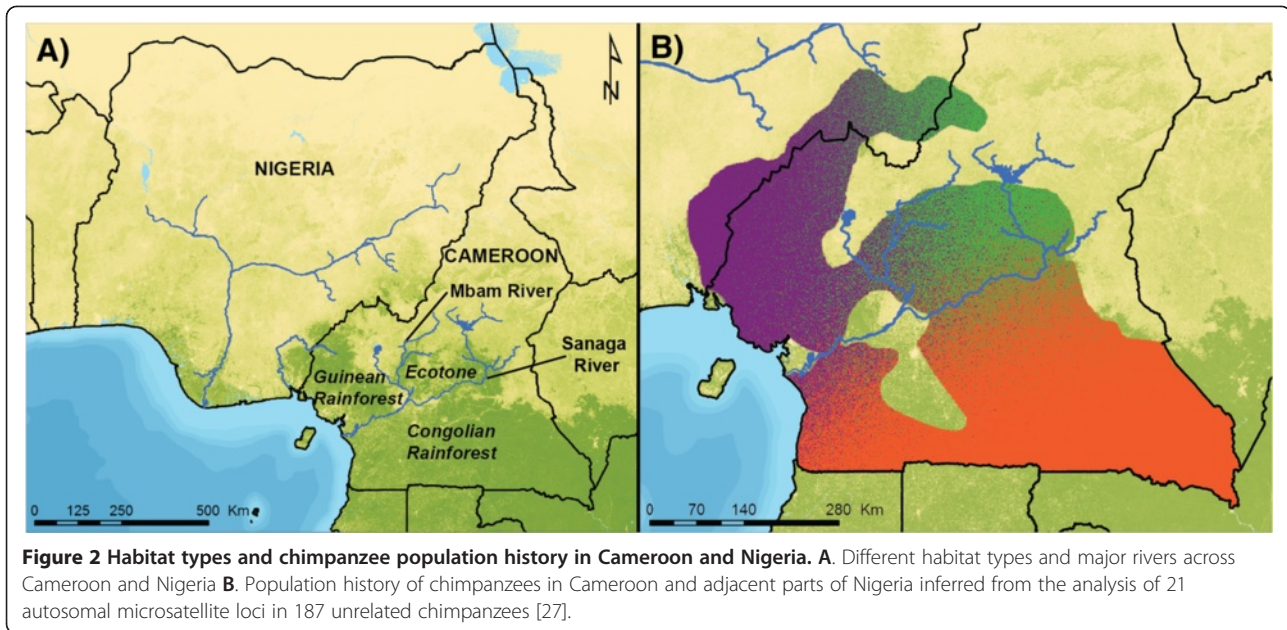 A)
N
NIGERIA
CAMEROON
Mbam River
Sanaga
River
Ecotone
Guinean
Rainforest
Congolian
Rainforest
0 125 250 500 Km
B)
0 70 140 280 Km
Figure 2 Habitat types and chimpanzee population history in Cameroon and Nigeria. A. Different habitat types and major rivers across
Cameroon and Nigeria B. Population history of chimpanzees in Cameroon and adjacent parts of Nigeria inferred from the analysis of 21
autosomal microsatellite loci in 187 unrelated chimpanzees [27].